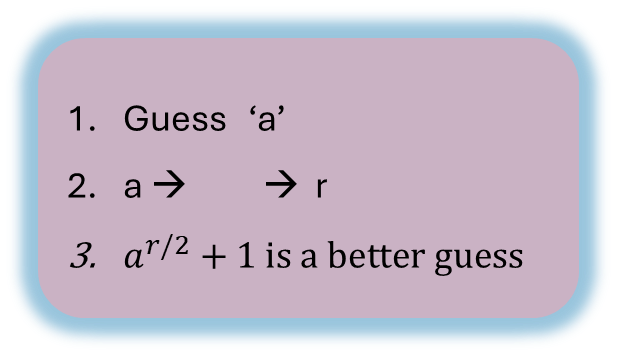 1. Guess ‘a’
2. a → → r
3. a^{r/2} + 1 is a better guess